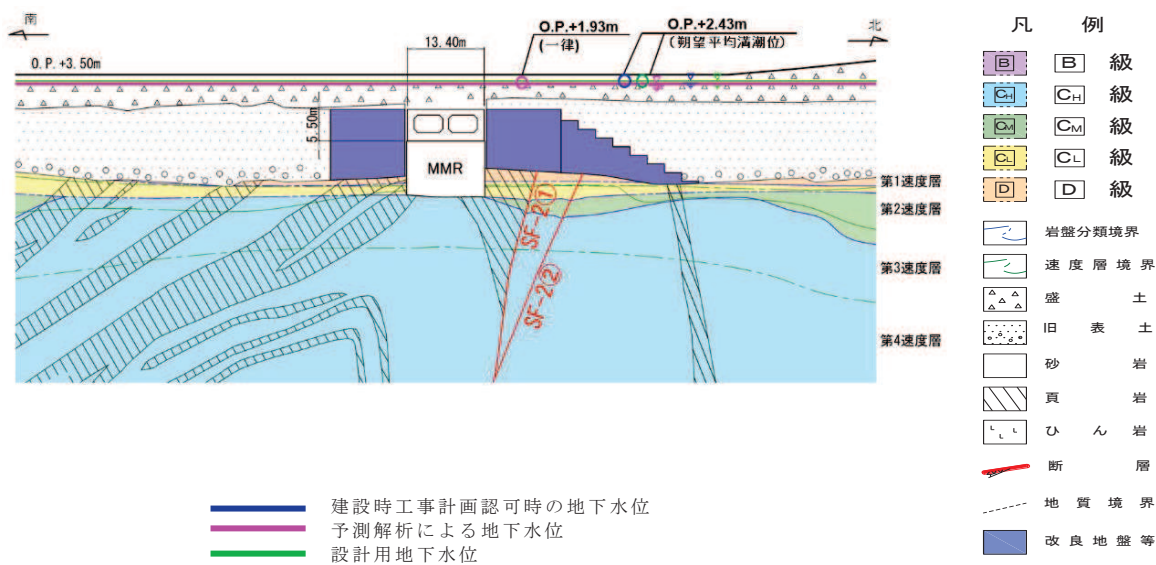 南
北
O.P.+1.93m
(一律)
O.P.+2.43m
(朔望平均満潮位)
13.40m
O.P. +3.50m
5.50m
MMR
SF-2①
SF-2②
第1速度層
第2速度層
第3速度層
第4速度層
凡 例
B B 級
CH CH 級
CM CM 級
CL CL 級
D D 級
岩盤分類境界
速度層境界
盛土
旧表土
砂岩
頁岩
ひん岩
断層
地質境界
改良地盤等
建設時工事計画認可時の地下水位
予測解析による地下水位
設計用地下水位